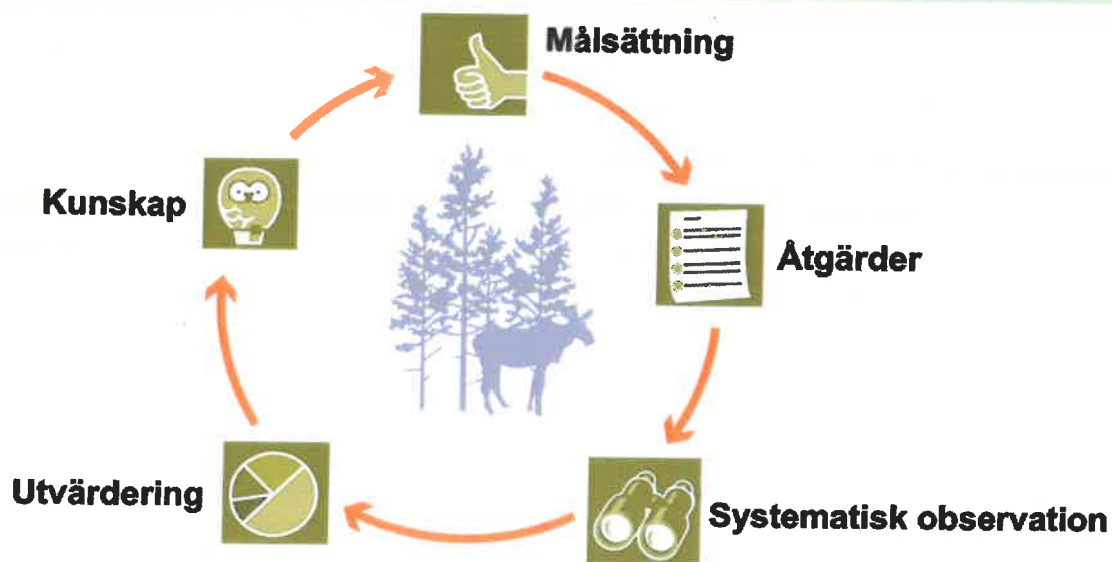 Målsättning
Åtgärder
Systematisk observation
Utvärdering
Kunskap